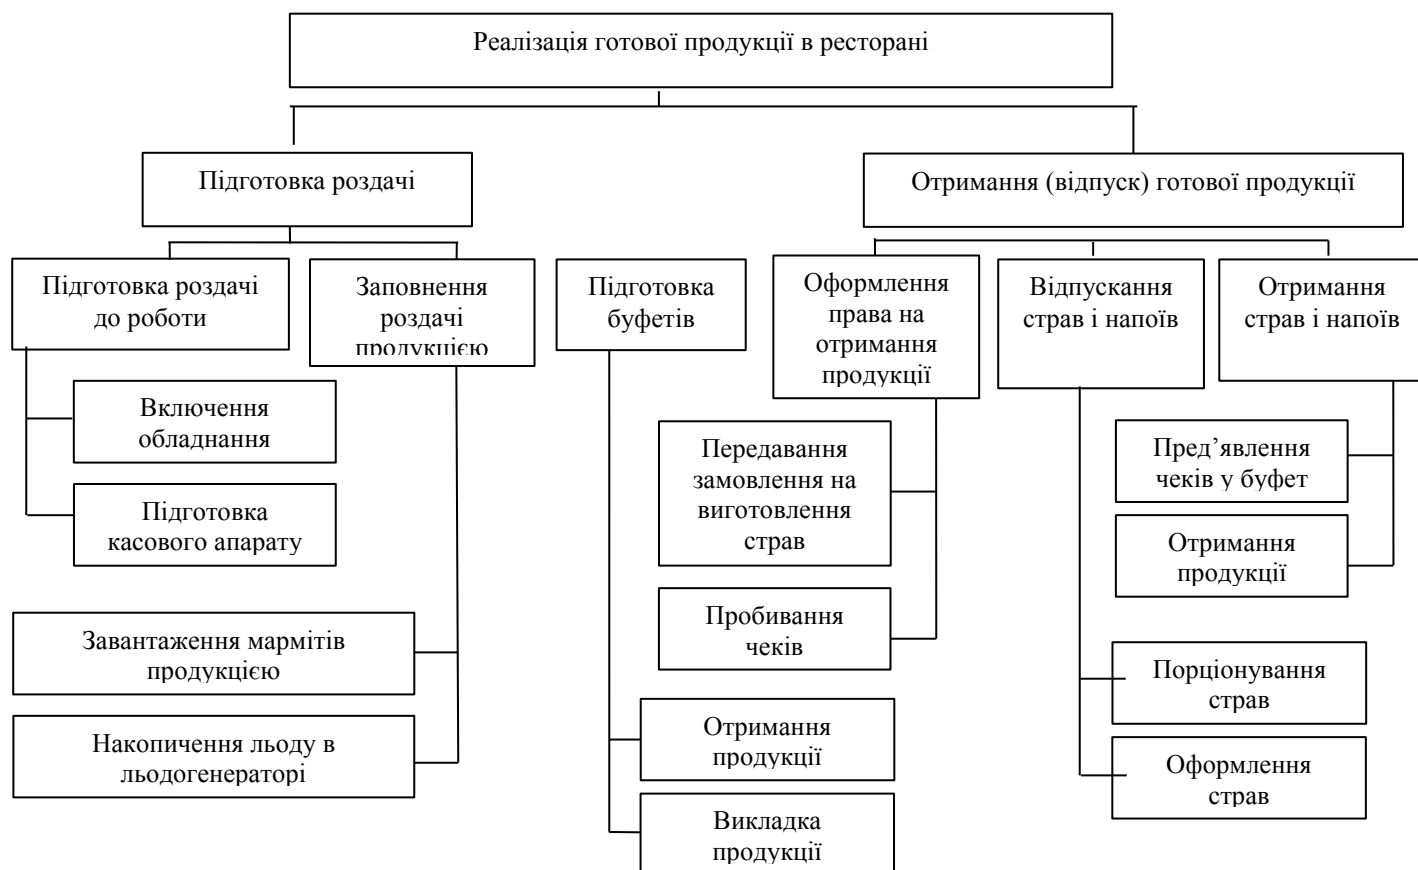 Реалізація готової продукції в ресторані
Підготовка роздачі
Отримання (відпуск) готової продукції
Підготовка роздачі
до роботи
Заповнення
роздачі
продукцією
Підготовка
буфетів
Оформлення
права на
отримання
продукції
Відпускання
страв і напоїв
Отримання
страв і напоїв
Включення
обладнання
Підготовка
касового апарату
Передавання
замовлення на
виготовлення
страв
Пред’явлення
чеків у буфет
Отримання
продукції
Завантаження мармітів
продукцією
Пробивання
чеків
Порціонування
страв
Накопичення льоду в
льодогенераторі
Отримання
продукції
Оформлення
страв
Викладка
продукції